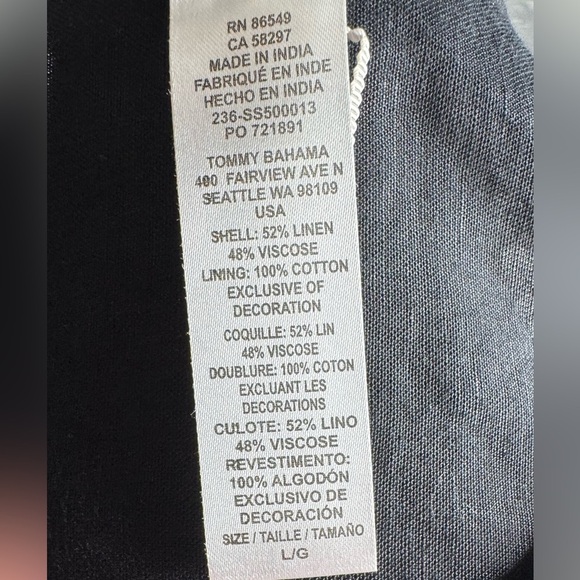 RN 86549
CA 58297
MADE IN INDIA
FABRIQUÉ EN INDE
HECHO EN INDIA
236-SS500013
PO 721891
TOMMY BAHAMA
400 FAIRVIEW AVE N
SEATTLE WA 98109
USA
SHELL: 52% LINEN
48% VISCOSE
LINING: 100% COTTON
EXCLUSIVE OF
DECORATION
COQUILLE: 52% LIN
48% VISCOSE
DOUBLURE: 100% COTON
EXCLUANT LES
DECORATIONS
CULOTE: 52% LINO
48% VISCOSE
REVESTIMENTO:
100% ALGODÓN
EXCLUSIVO DE
DECORACIÓN
SIZE / TAILLE / TAMAÑO
L/G